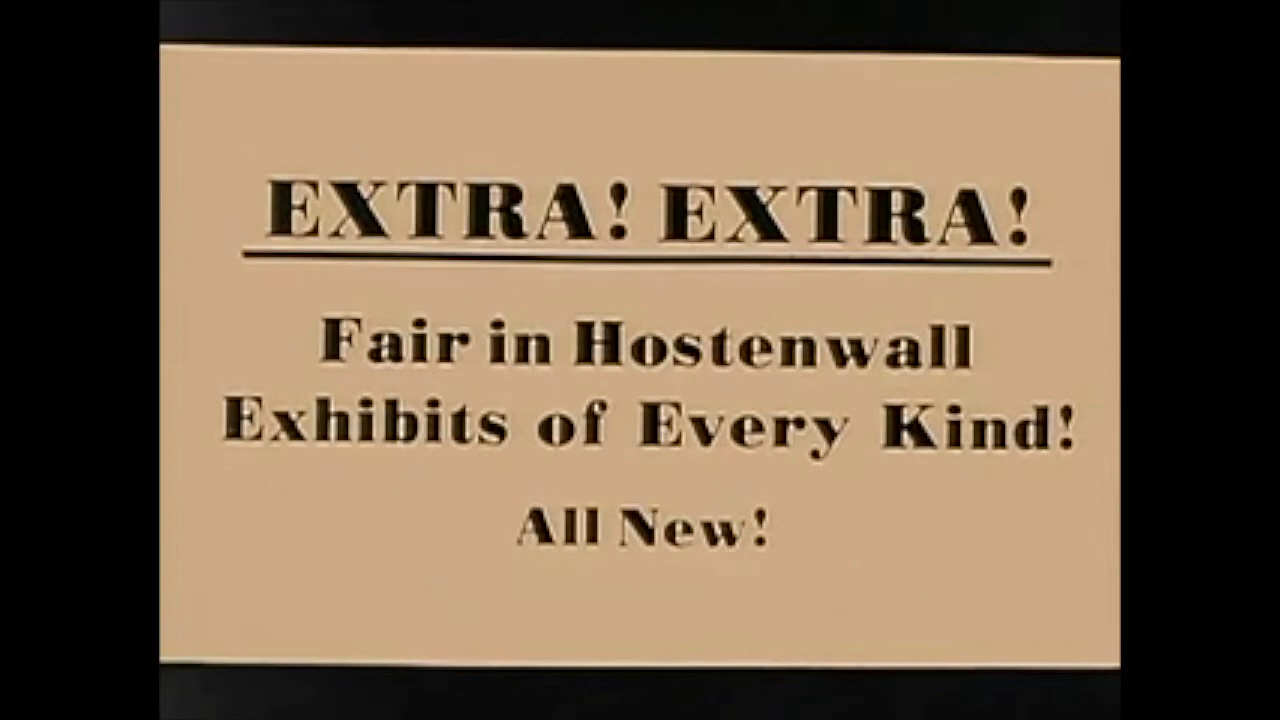 EXTRA! EXTRA!
Fair in Hostenwall
Exhibits of Every Kind!
All New!